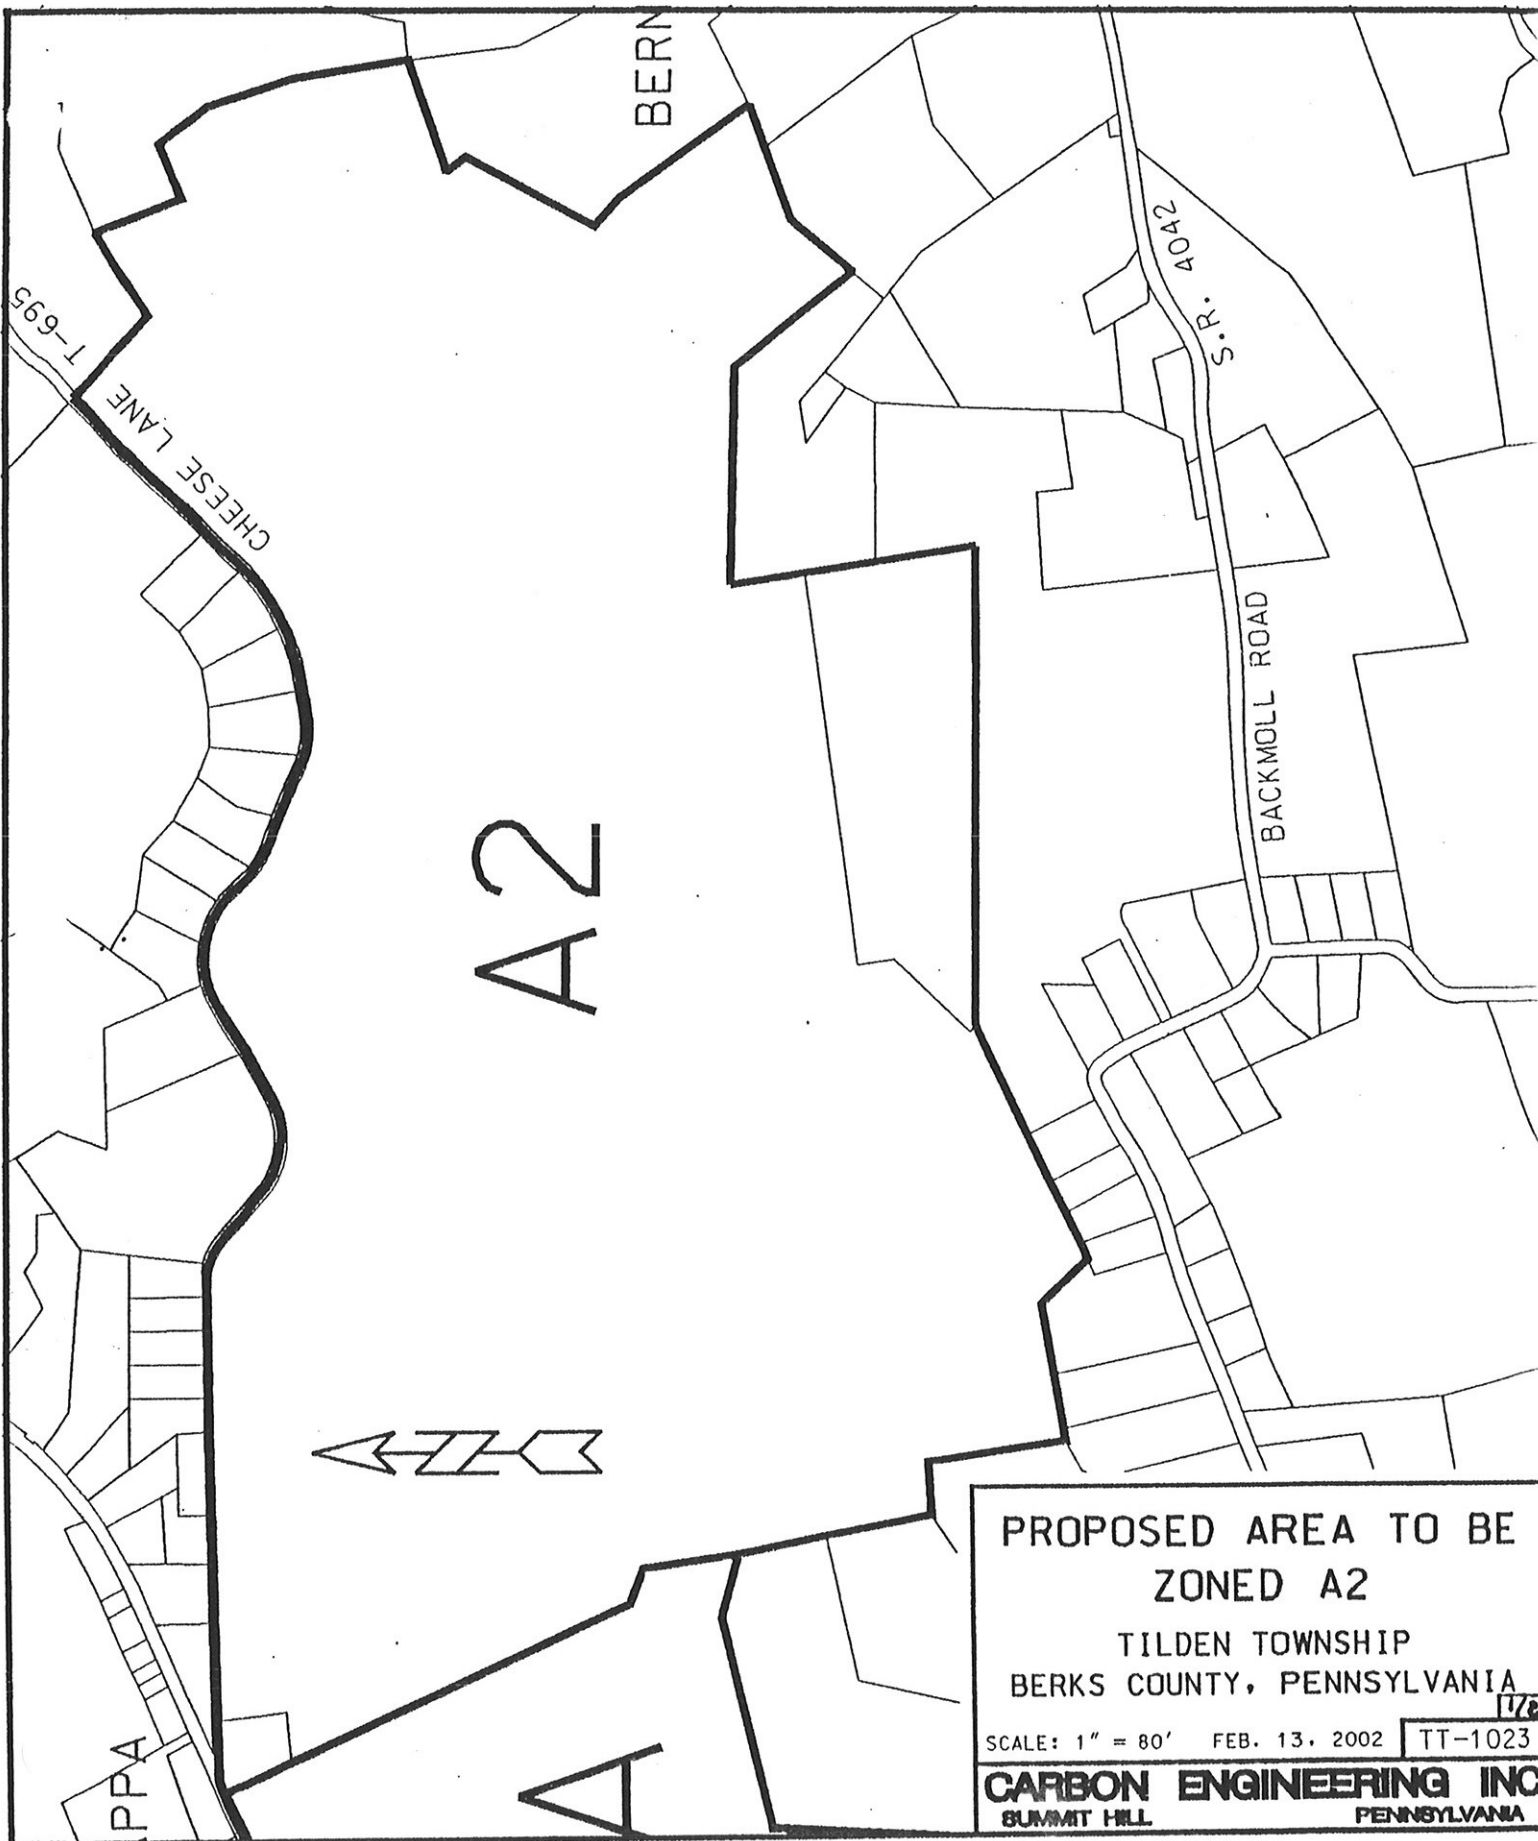 BERN
T-695
CHEESE LANE
S.R. 4042
BACKMOLL ROAD
A2
A
PPA
PROPOSED AREA TO BE
ZONED A2
TILDEN TOWNSHIP
BERKS COUNTY, PENNSYLVANIA
SCALE: 1" = 80' FEB. 13, 2002 TT-1023
CARBON ENGINEERING INC
SUMMIT HILL PENNSYLVANIA